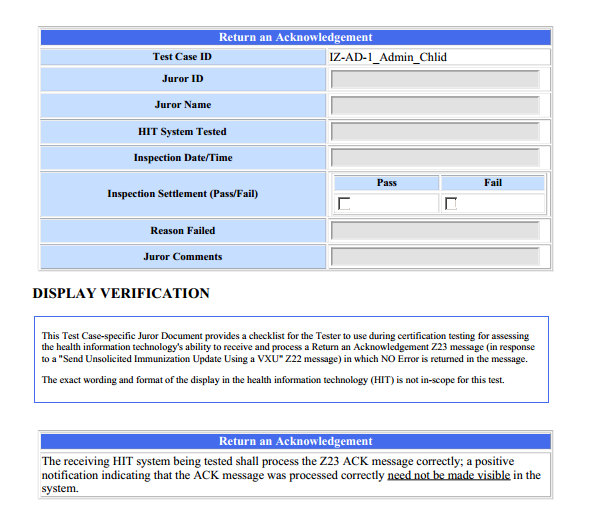 Return an Acknowledgement
Test Case ID
IZ-AD-1_Admin_Chlid
Juror ID
Juror Name
HIT System Tested
Inspection Date/Time
Inspection Settlement (Pass/Fail)
Pass
Fail
Reason Failed
Juror Comments
DISPLAY VERIFICATION
This Test Case-specific Juror Document provides a checklist for the Tester to use during certification testing for assessing
the health information technology's ability to receive and process a Return an Acknowledgement Z23 message (in response
to a "Send Unsolicited Immunization Update Using a VXU" Z22 message) in which NO Error is returned in the message.
The exact wording and format of the display in the health information technology (HIT) is not in-scope for this test.
Return an Acknowledgement
The receiving HIT system being tested shall process the Z23 ACK message correctly; a positive
notification indicating that the ACK message was processed correctly need not be made visible in the
system.